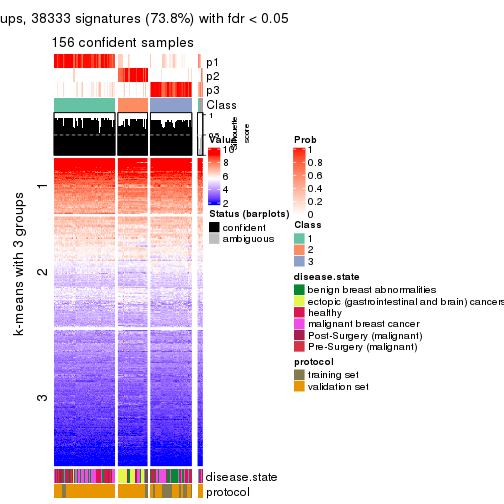 ups, 38333 signatures (73.8%) with fdr < 0.05
156 confident samples
p1
p2
p3
Class
1
0.5
Silhouette
score
k-means with 3 groups
1
2
3
Value
10
8
6
4
2
Status (barplots)
confident
ambiguous
Prob
1
0.8
0.6
0.4
0.2
0
Class
1
2
3
disease.state
benign breast abnormalities
ectopic (gastrointestinal and brain) cancers
healthy
malignant breast cancer
Post-Surgery (malignant)
Pre-Surgery (malignant)
protocol
training set
validation set
disease.state
protocol